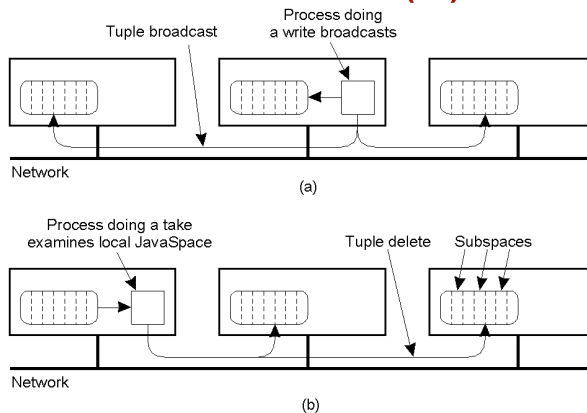 Process doing
a write broadcasts
Tuple broadcast
Network
(a)
Process doing a take
examines local JavaSpace
Tuple delete
Subspaces
Network
(b)